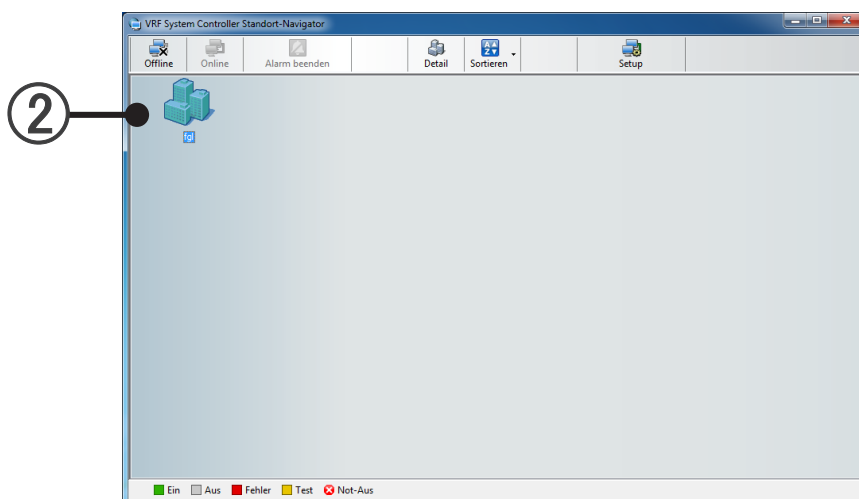 VRF System Controller Standort-Navigator
Offline Online Alarm beenden Detail Sortieren Setup
2
fgl
Ein Aus Fehler Test Not-Aus